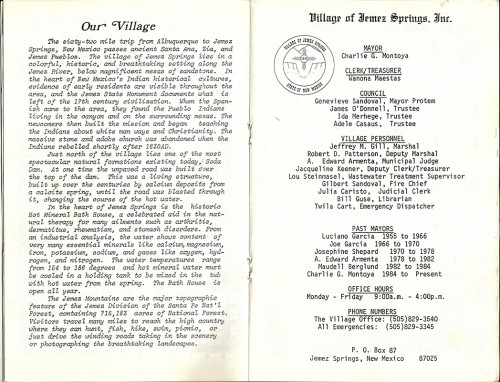 Our Village
The sixty-two mile trip from Albuquerque to Jemez
Springs, New Mexico passes ancient Santa Ana, Zia, and
Jemez Pueblos. The village of Jemez Springs lies in a
colorful, historic, and breathtaking setting along the
Jemez River, below magnificent mesas of sandstone. In
the heart of New Mexico's Indian historical cultures,
evidence of early residents are visible throughout the
area, and the Jemez State Monument documents what is
left of the 17th century civilization. When the Span-
ish came to the area, they found the Pueblo Indians
living in the canyon and on the surrounding mesas. The
newcomers then built the mission and began teaching
the Indians about white man ways and Christianity. The
massive stone and adobe church was abandoned when the
Indians rebelled shortly after 1630AD.
Just north of the village lies one of the most
spectacular natural formations existing today, Soda
Dam. At one time the unpaved road was built over
the top of the dam. This was a living structure,
built up over the centuries by calcium deposits from
a calcite spring, until the road was blasted through
it, changing the course of the hot water.
In the heart of Jemez Springs is the historic
Hot Mineral Bath House, a celebrated aid in the nat-
ural therapy for many ailments such as arthritis,
dermatitus, rheumatism, and stomach disorders. From
an industrial analysis, the water shows content of
very many essential minerals like calcium, magnesium,
iron, potassium, sodium, and gases like oxygen, hyd-
rogen, and nitrogen. The water temperatures range
from 154 to 188 degrees and hot mineral water must
be cooled in a holding tank to be mixed in the tub
with hot water from the spring. The Bath House is
open all year.
The Jemez Mountains are the major topographic
feature of the Jemez Division of the Santa Fe Nat'l
Forest, containing 715,182 acres of National Forest.
Visitors travel many miles to reach the high country
where they can hunt, fish, hike, swim, picnic, or
just drive the winding roads taking in the scenery
or photographing the breathtaking landscapes.
Village of Jemez Springs, Inc.
VILLAGE OF JEMEZ SPRINGS
STATE OF NEW MEXICO
MAYOR
Charlie G. Montoya
CLERK/TREASURER
Wanona Maestas
COUNCIL
Genevieve Sandoval, Mayor Protem
James O'Donnell, Trustee
Ida Merhege, Trustee
Adele Casaus, Trustee
VILLAGE PERSONNEL
Jeffrey M. Gill, Marshal
Robert D. Patterson, Deputy Marshal
A. Edward Armenta, Municipal Judge
Jacqueline Keener, Deputy Clerk/Treasurer
Lou Steinmasel, Wastewater Treatment Supervisor
Gilbert Sandoval, Fire Chief
Julia Caristo, Judicial Clerk
Bill Guse, Librarian
Twila Cart, Emergency Dispatcher
PAST MAYORS
Luciano Garcia 1955 to 1966
Joe Garcia 1966 to 1970
Josephine Shepard 1970 to 1978
A. Edward Armenta 1978 to 1982
Maudell Berglund 1982 to 1984
Charlie G. Montoya 1984 to Present
OFFICE HOURS
Monday - Friday 9:00a.m. - 4:00p.m.
PHONE NUMBERS
The Village Office: (505)829-3540
All Emergencies: (505)829-3345
P. O. Box 87
Jemez Springs, New Mexico 87025